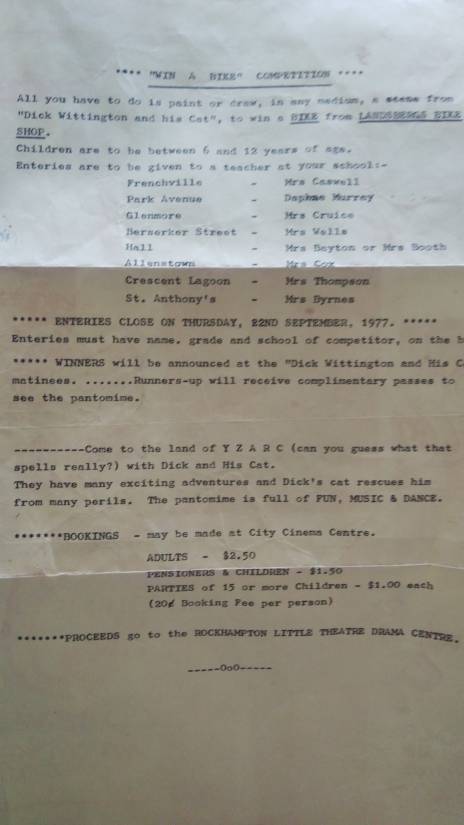 **** "WIN A BIKE" COMPETITION ****
All you have to do is paint or draw, in any medium, a scene from
"Dick Wittington and his Cat", to win a BIKE from LANDSBERGS BIKE
SHOP.
Children are to be between 6 and 12 years of age.
Enteries are to be given to a teacher at your school:-
Frenchville - Mrs Caswell
Park Avenue - Daphne Murrey
Glenmore - Mrs Cruice
Berserker Street - Mrs Wells
Hall - Mrs Beyton or Mrs Booth
Allenstown - Mrs Cox
Crescent Lagoon - Mrs Thompson
St. Anthony's - Mrs Byrnes
***** ENTERIES CLOSE ON THURSDAY, 22ND SEPTEMBER, 1977. *****
Enteries must have name, grade and school of competitor, on the b
***** WINNERS will be announced at the "Dick Wittington and His C
matinees. .......Runners-up will receive complimentary passes to
see the pantomime.
----------Come to the land of Y Z A R C (can you guess what that
spells really?) with Dick and His Cat.
They have many exciting adventures and Dick's cat rescues him
from many perils. The pantomime is full of FUN, MUSIC & DANCE.
*******BOOKINGS - may be made at City Cinema Centre.
ADULTS - $2.50
PENSIONERS & CHILDREN - $1.50
PARTIES of 15 or more Children - $1.00 each
(20¢ Booking Fee per person)
*******PROCEEDS go to the ROCKHAMPTON LITTLE THEATRE DRAMA CENTRE.
-----OoO-----